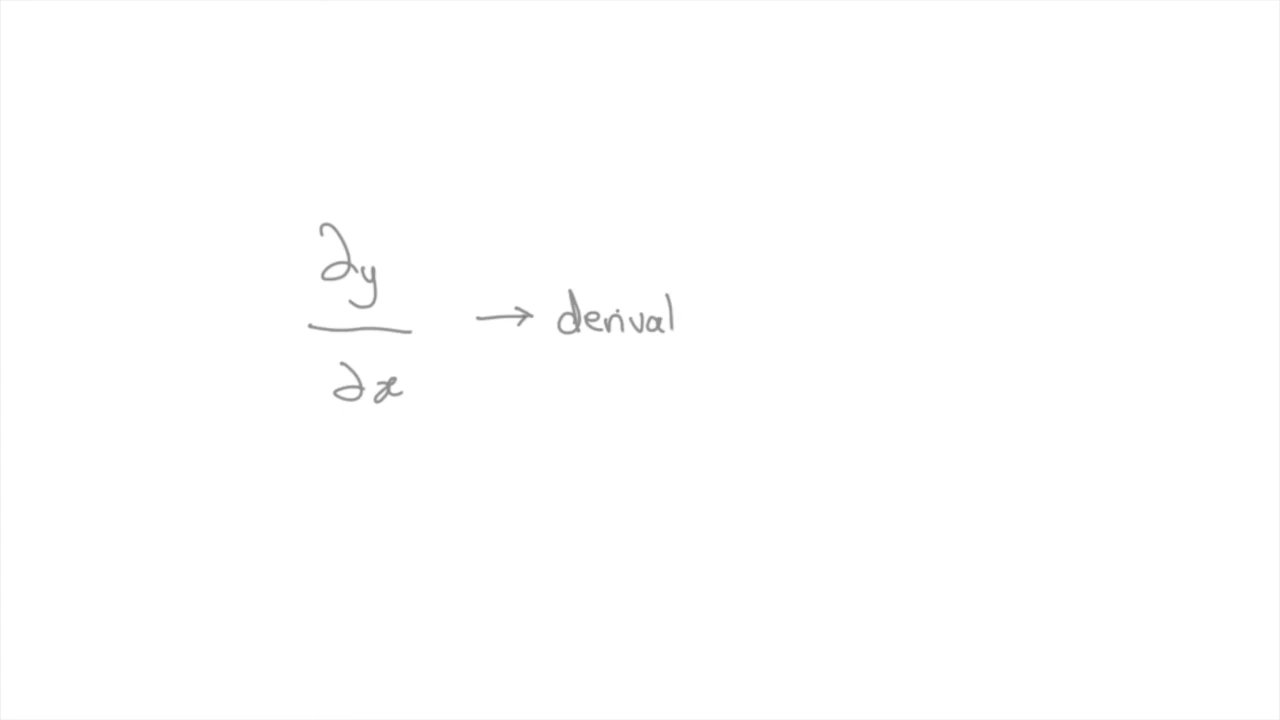 ∂y/∂x → derival